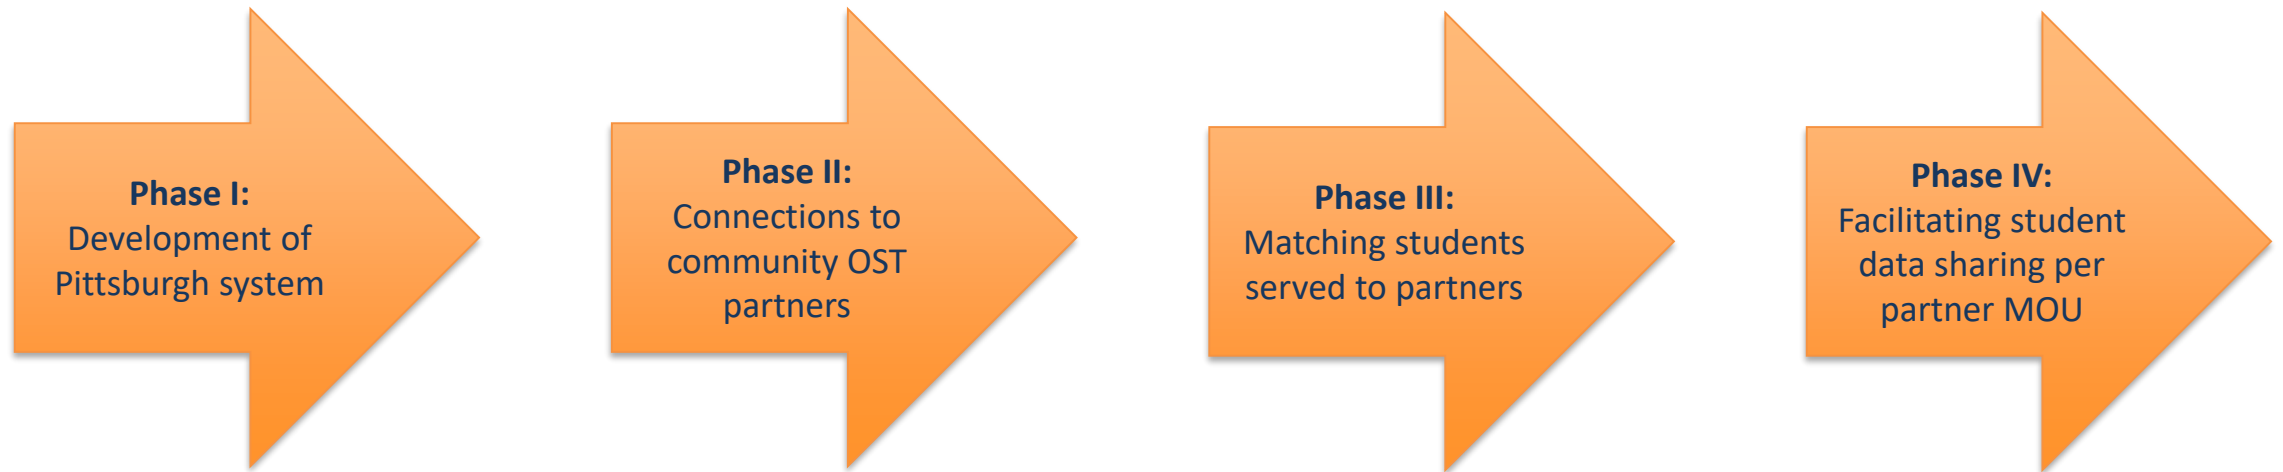 Phase I:
Development of
Pittsburgh system
Phase II:
Connections to
community OST
partners
Phase III:
Matching students
served to partners
Phase IV:
Facilitating student
data sharing per
partner MOU